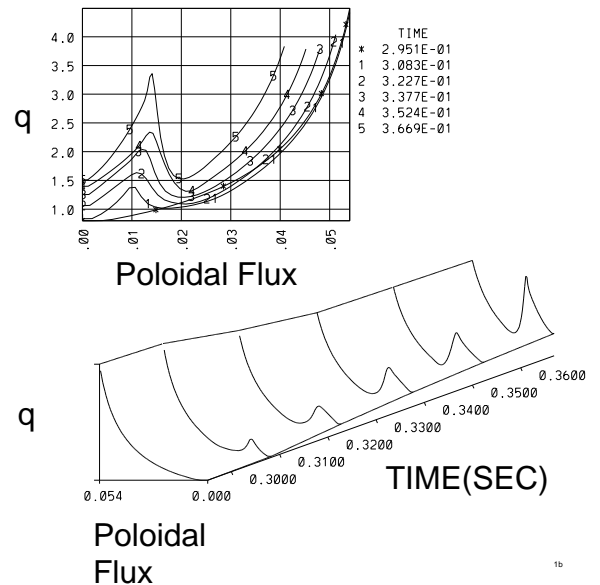 TIME
* 2.951E-01
1 3.083E-01
2 3.227E-01
3 3.377E-01
4 3.524E-01
5 3.669E-01
4.0
3.5
3.0
2.5
2.0
1.5
1.0
q
.00 .01 .02 .03 .04 .05
Poloidal Flux
q
0.054 0.000
0.3000 0.3100 0.3200 0.3300 0.3400 0.3500 0.3600
TIME(SEC)
Poloidal
Flux
1b